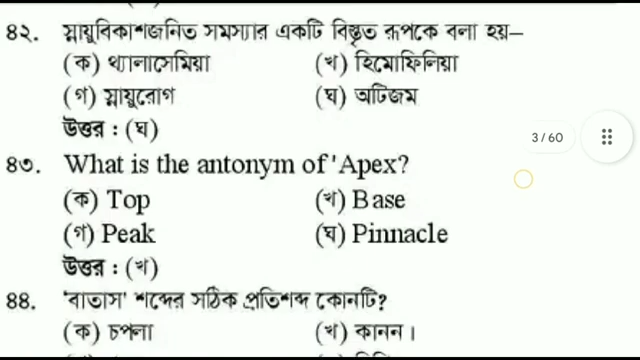 ৪২. স্নায়ুবিকাশজনিত সমস্যার একটি বিস্তৃত রূপকে বলা হয়–
(ক) থ্যালাসেমিয়া (খ) হিমোফিলিয়া
(গ) স্নায়ুরোগ (ঘ) অটিজম
উত্তর : (ঘ)
3 / 60
৪৩. What is the antonym of 'Apex?
(ক) Top (খ) Base
(গ) Peak (ঘ) Pinnacle
উত্তর : (খ)
৪৪. 'বাতাস' শব্দের সঠিক প্রতিশব্দ কোনটি?
(ক) চপলা (খ) কানন।